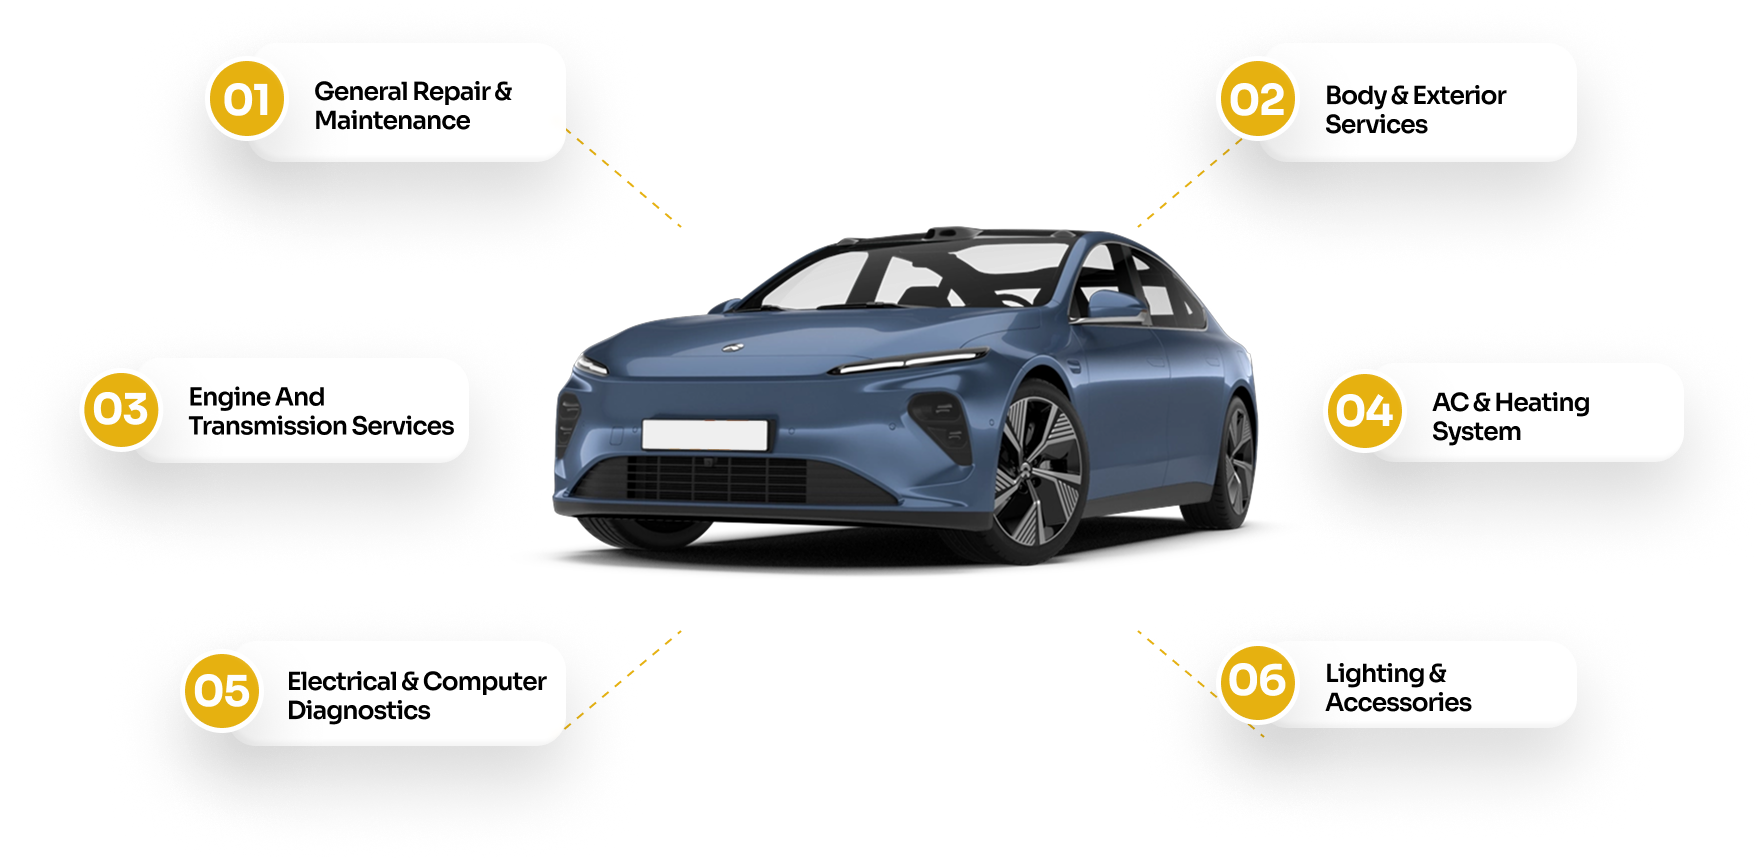 01
General Repair &
Maintenance
02
Body & Exterior
Services
03
Engine And
Transmission Services
04
AC & Heating
System
05
Electrical & Computer
Diagnostics
06
Lighting &
Accessories